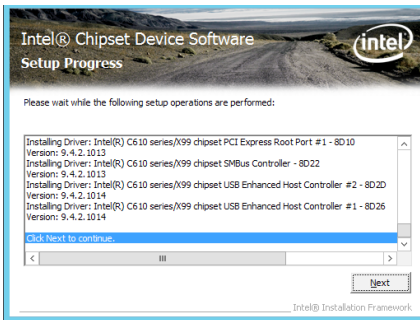 Intel® Chipset Device Software
Setup Progress
intel
Please wait while the following setup operations are performed:
Installing Driver: Intel(R) C610 series/X99 chipset PCI Express Root Port #1 - 8D10
Version: 9.4.2.1013
Installing Driver: Intel(R) C610 series/X99 chipset SMBus Controller - 8D22
Version: 9.4.2.1013
Installing Driver: Intel(R) C610 series/X99 chipset USB Enhanced Host Controller #2 - 8D2D
Version: 9.4.2.1014
Installing Driver: Intel(R) C610 series/X99 chipset USB Enhanced Host Controller #1 - 8D26
Version: 9.4.2.1014
Click Next to continue.
Next
Intel® Installation Framework